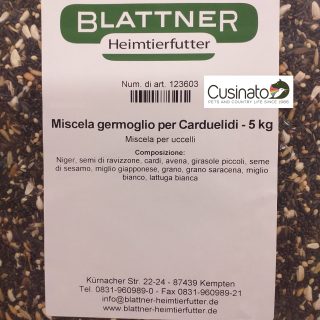 BLATTNER
Heimtierfutter
Num. di art. 123603
Cusinato
PETS AND COUNTRY LIFE SINCE 1965
Miscela germoglio per Carduelidi - 5 kg
Miscela per uccelli
Composizione:
Niger, semi di ravizzone, cardi, avena, girasole piccoli, seme
di sesamo, miglio giapponese, grano, grano saracena, miglio
bianco, lattuga bianca
Kürnacher Str. 22-24 - 87439 Kempten
Tel. 0831-960989-0 - Fax 0831-960989-21
info@blattner-heimtierfutter.de
www.blattner-heimtierfutter.de